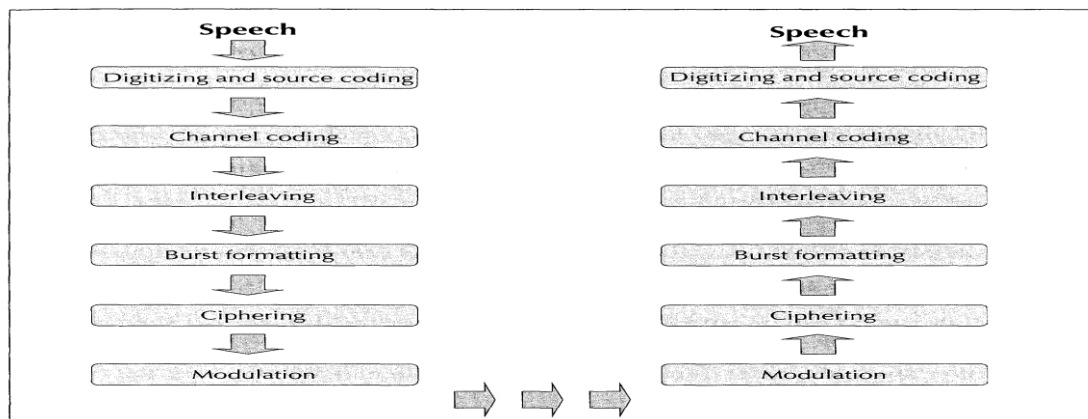 Speech
Digitizing and source coding
Channel coding
Interleaving
Burst formatting
Ciphering
Modulation
Speech
Digitizing and source coding
Channel coding
Interleaving
Burst formatting
Ciphering
Modulation